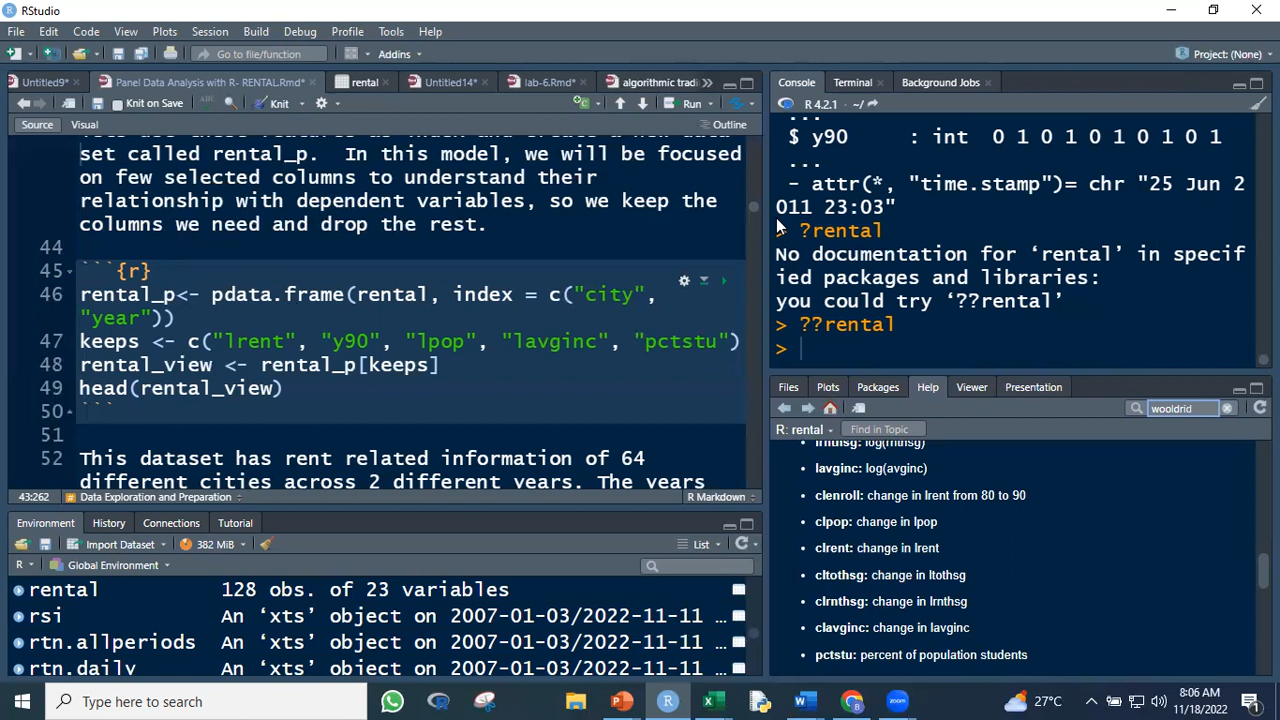 RStudio
File Edit Code View Plots Session Build Debug Profile Tools Help
Go to file/function Addins Project: (None)
Untitled9* Panel Data Analysis with R- RENTAL.Rmd* rental Untitled14* lab-6.Rmd* algorithmic tradi
Knit on Save Knit Run
Source Visual Outline
set called rental_p. In this model, we will be focused
on few selected columns to understand their
relationship with dependent variables, so we keep the
columns we need and drop the rest.
44
45 ```{r}
46 rental_p<- pdata.frame(rental, index = c("city",
"year"))
47 keeps <- c("lrent", "y90", "lpop", "lavginc", "pctstu")
48 rental_view <- rental_p[keeps]
49 head(rental_view)
50 ```
51
52 This dataset has rent related information of 64
different cities across 2 different years. The years
43:262 # Data Exploration and Preparation R Markdown
Environment History Connections Tutorial
Import Dataset 382 MiB List
R Global Environment
rental 128 obs. of 23 variables
rsi An ‘xts’ object on 2007-01-03/2022-11-11 ...
rtn.allperiods An ‘xts’ object on 2007-01-03/2022-11-11 ...
rtn.daily An ‘xts’ object on 2007-01-03/2022-11-11 ...
Console Terminal Background Jobs
R 4.2.1 · ~/
...
$ y90 : int 0 1 0 1 0 1 0 1 0 1
...
- attr(*, "time.stamp")= chr "25 Jun 2
011 23:03"
> ?rental
No documentation for ‘rental’ in specif
ied packages and libraries:
you could try ‘??rental’
> ??rental
>
Files Plots Packages Help Viewer Presentation
wooldrid
R: rental Find in Topic
lrnthsg: log(rnthsg)
• lavginc: log(avginc)
• clenroll: change in lrent from 80 to 90
• clpop: change in lpop
• clrent: change in lrent
• cltothsg: change in ltothsg
• clrnthsg: change in lrnthsg
• clavginc: change in lavginc
• pctstu: percent of population students
Type here to search
27°C
8:06 AM
11/18/2022